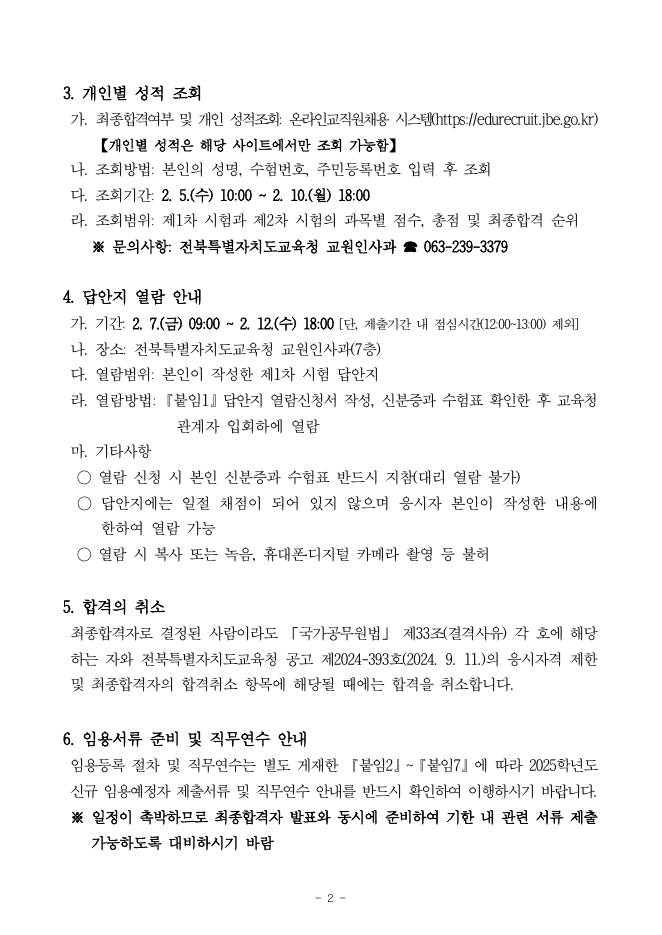 3. 개인별 성적 조회
가. 최종합격여부 및 개인 성적조회: 온라인교직원채용 시스템(https://edurecruit.jbe.go.kr)
【개인별 성적은 해당 사이트에서만 조회 가능함】
나. 조회방법: 본인의 성명, 수험번호, 주민등록번호 입력 후 조회
다. 조회기간: 2. 5.(수) 10:00 ~ 2. 10.(월) 18:00
라. 조회범위: 제1차 시험과 제2차 시험의 과목별 점수, 총점 및 최종합격 순위
※ 문의사항: 전북특별자치도교육청 교원인사과 ☎ 063-239-3379
4. 답안지 열람 안내
가. 기간: 2. 7.(금) 09:00 ~ 2. 12.(수) 18:00 [단, 제출기간 내 점심시간(12:00~13:00) 제외]
나. 장소: 전북특별자치도교육청 교원인사과(7층)
다. 열람범위: 본인이 작성한 제1차 시험 답안지
라. 열람방법: 『붙임1』답안지 열람신청서 작성, 신분증과 수험표 확인한 후 교육청
관계자 입회하에 열람
마. 기타사항
○ 열람 신청 시 본인 신분증과 수험표 반드시 지참(대리 열람 불가)
○ 답안지에는 일절 채점이 되어 있지 않으며 응시자 본인이 작성한 내용에
한하여 열람 가능
○ 열람 시 복사 또는 녹음, 휴대폰·디지털 카메라 촬영 등 불허
5. 합격의 취소
최종합격자로 결정된 사람이라도 「국가공무원법」 제33조(결격사유) 각 호에 해당
하는 자와 전북특별자치도교육청 공고 제2024-393호(2024. 9. 11.)의 응시자격 제한
및 최종합격자의 합격취소 항목에 해당될 때에는 합격을 취소합니다.
6. 임용서류 준비 및 직무연수 안내
임용등록 절차 및 직무연수는 별도 게재한 『붙임2』~『붙임7』에 따라 2025학년도
신규 임용예정자 제출서류 및 직무연수 안내를 반드시 확인하여 이행하시기 바랍니다.
※ 일정이 촉박하므로 최종합격자 발표와 동시에 준비하여 기한 내 관련 서류 제출
가능하도록 대비하시기 바람
- 2 -